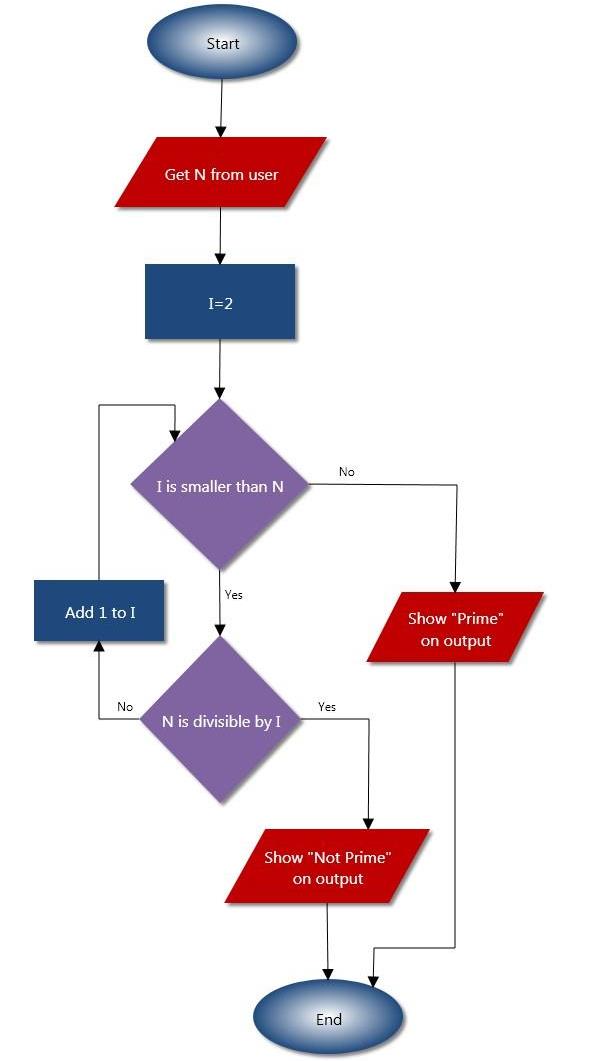 Start
Get N from user
I=2
I is smaller than N
No
Yes
Add 1 to I
Show "Prime"
on output
No
N is divisible by I
Yes
Show "Not Prime"
on output
End